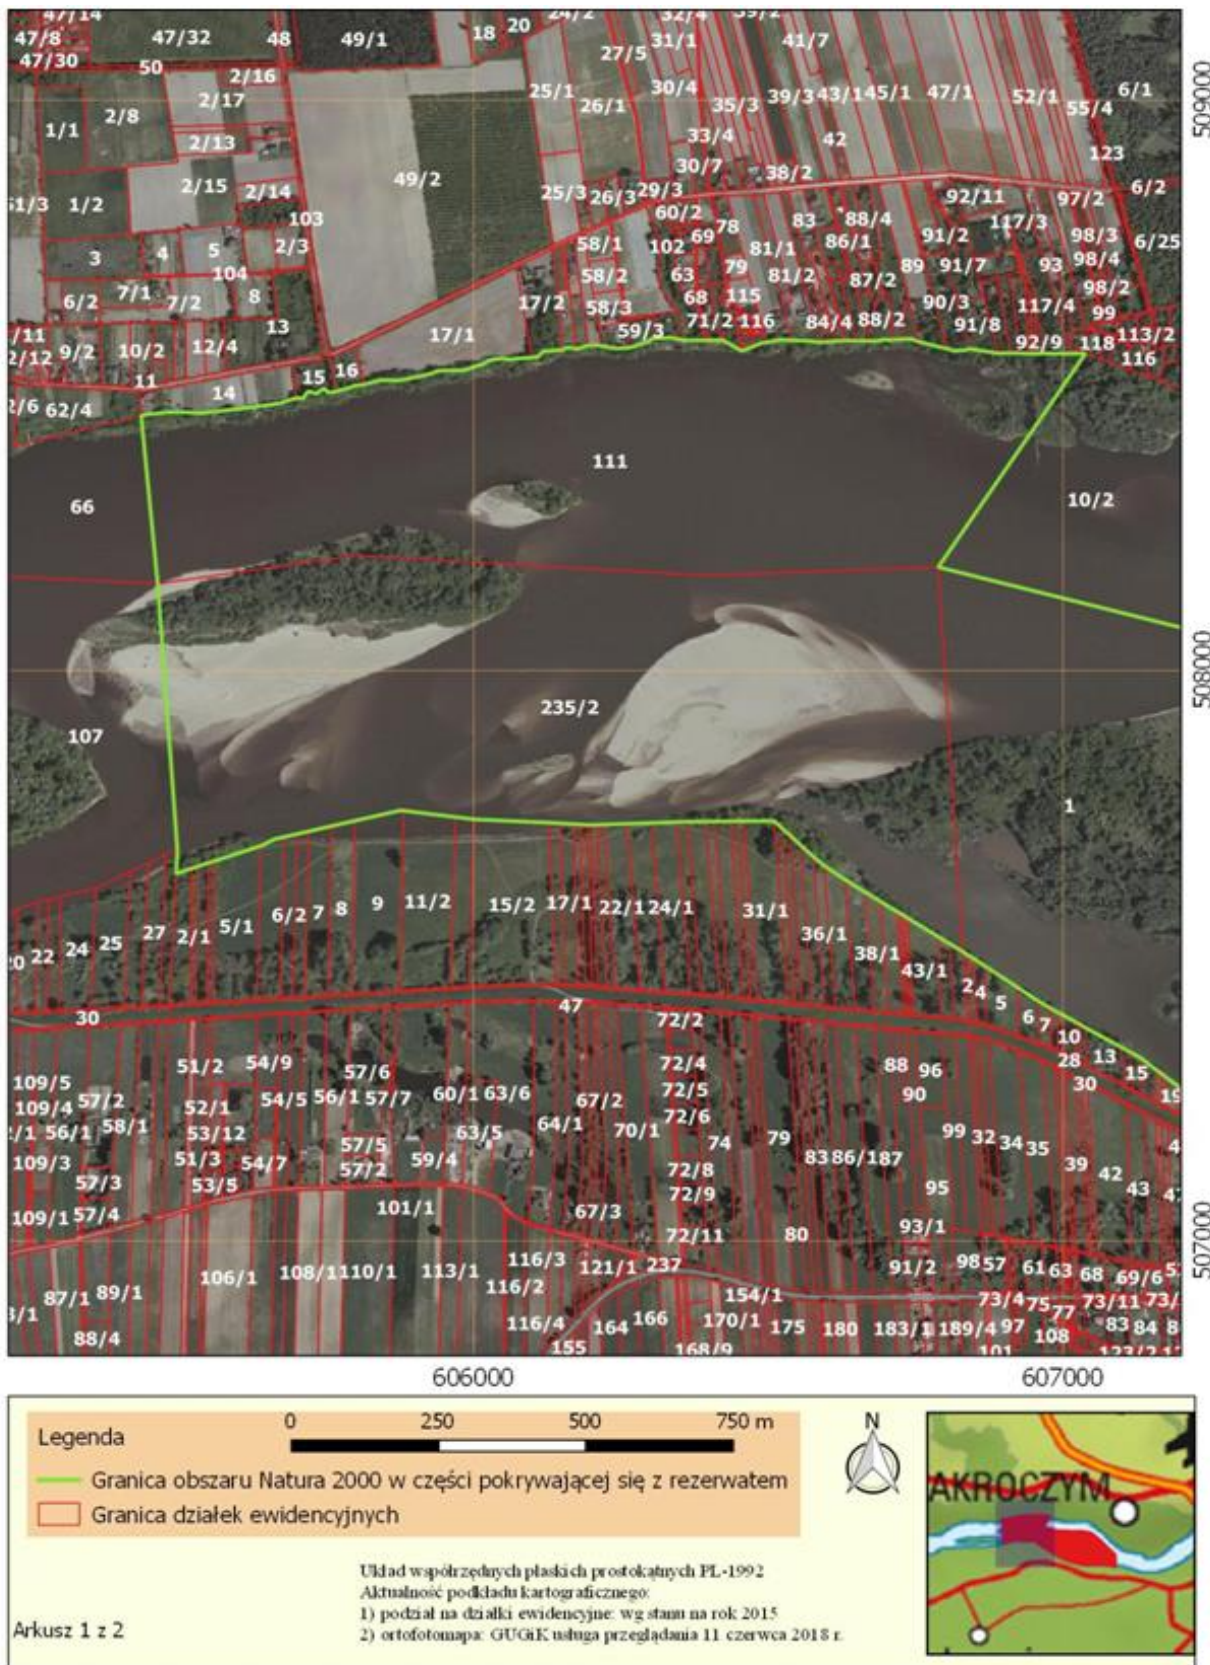 47/14 24/2 32/4 39/2
47/8 47/32 48 49/1 18 20 31/1 41/7
47/30 50 2/16 27/5 6/1
2/17 25/1 30/4 39/3 43/1 45/1 47/1 52/1
1/1 2/8 26/1 35/3 55/4
2/13 33/4 42
49/2 30/7 38/2 123
2/15 2/14 25/3 26/3 29/3 92/11 97/2 6/2
1/2 103 60/2 78 83 88/4 117/3
51/3 69 91/2 98/3 6/25
5 2/3 58/1 102 81/1 86/1
3 4 104 58/2 63 79 81/2 87/2 89 91/7 93 98/4
7/1 8 17/2 68 115 90/3 98/2
6/2 7/2 58/3 117/4 99
13 17/1 59/3 71/2 116 84/4 88/2 91/8 113/2
9/2 10/2 12/4 92/9 118 116
2/12 11 15 16
14
2/6 62/4
111
66 10/2
235/2
107
1
509000
508000
507000
5/1 6/2 7 8 9 11/2 15/2 17/1 22/1 24/1 31/1
27 2/1 36/1
22 24 25 38/1
20 43/1 2 4 5
30 47 72/2 6 7 10
28 13
51/2 54/9 57/6 72/4 88 96 30 15
109/5 72/5 90 19
109/4 57/2 52/1 54/5 56/1 57/7 60/1 63/6 67/2 72/6
56/1 58/1 53/12 57/5 63/5 64/1 70/1 74 79 99 32 34 35
109/3 51/3 54/7 57/2 59/4 72/8 83 86/1 87 39 42
57/3 53/5 72/9 95 43
109/1 57/4 101/1 67/3 72/11 80 93/1
106/1 108/1 110/1 113/1 116/3 121/1 237 91/2 98 57 61 63 68 69/6
87/1 89/1 116/2 154/1 73/4 75 73/11
88/4 116/4 164 166 170/1 175 180 183/1 189/4 97 77 83 84
155 168/9 101 108 123/2
606000 607000
Legenda 0 250 500 750 m
N
Granica obszaru Natura 2000 w części pokrywającej się z rezerwatem
Granica działek ewidencyjnych
AKROCZYM
Układ współrzędnych płaskich prostokątnych PL-1992
Aktualność podkładu kartograficznego:
1) podział na działki ewidencyjne: wg stanu na rok 2015
2) ortofotomapa: GUGiK usługa przeglądania 11 czerwca 2018 r.
Arkusz 1 z 2